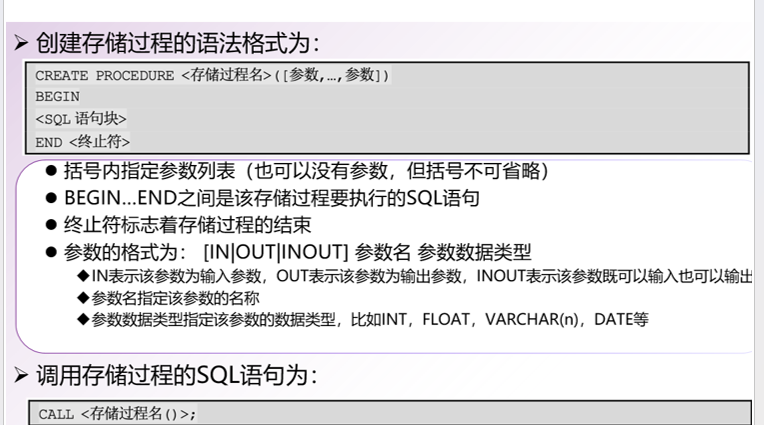 ➢ 创建存储过程的语法格式为：
CREATE PROCEDURE <存储过程名>([参数,…,参数])
BEGIN
<SQL 语句块>
END <终止符>
● 括号内指定参数列表（也可以没有参数，但括号不可省略）
● BEGIN…END之间是该存储过程要执行的SQL语句
● 终止符标志着存储过程的结束
● 参数的格式为： [IN|OUT|INOUT] 参数名 参数数据类型
◆IN表示该参数为输入参数，OUT表示该参数为输出参数，INOUT表示该参数既可以输入也可以输出
◆参数名指定该参数的名称
◆参数数据类型指定该参数的数据类型，比如INT，FLOAT，VARCHAR(n)，DATE等
➢ 调用存储过程的SQL语句为：
CALL <存储过程名()>;